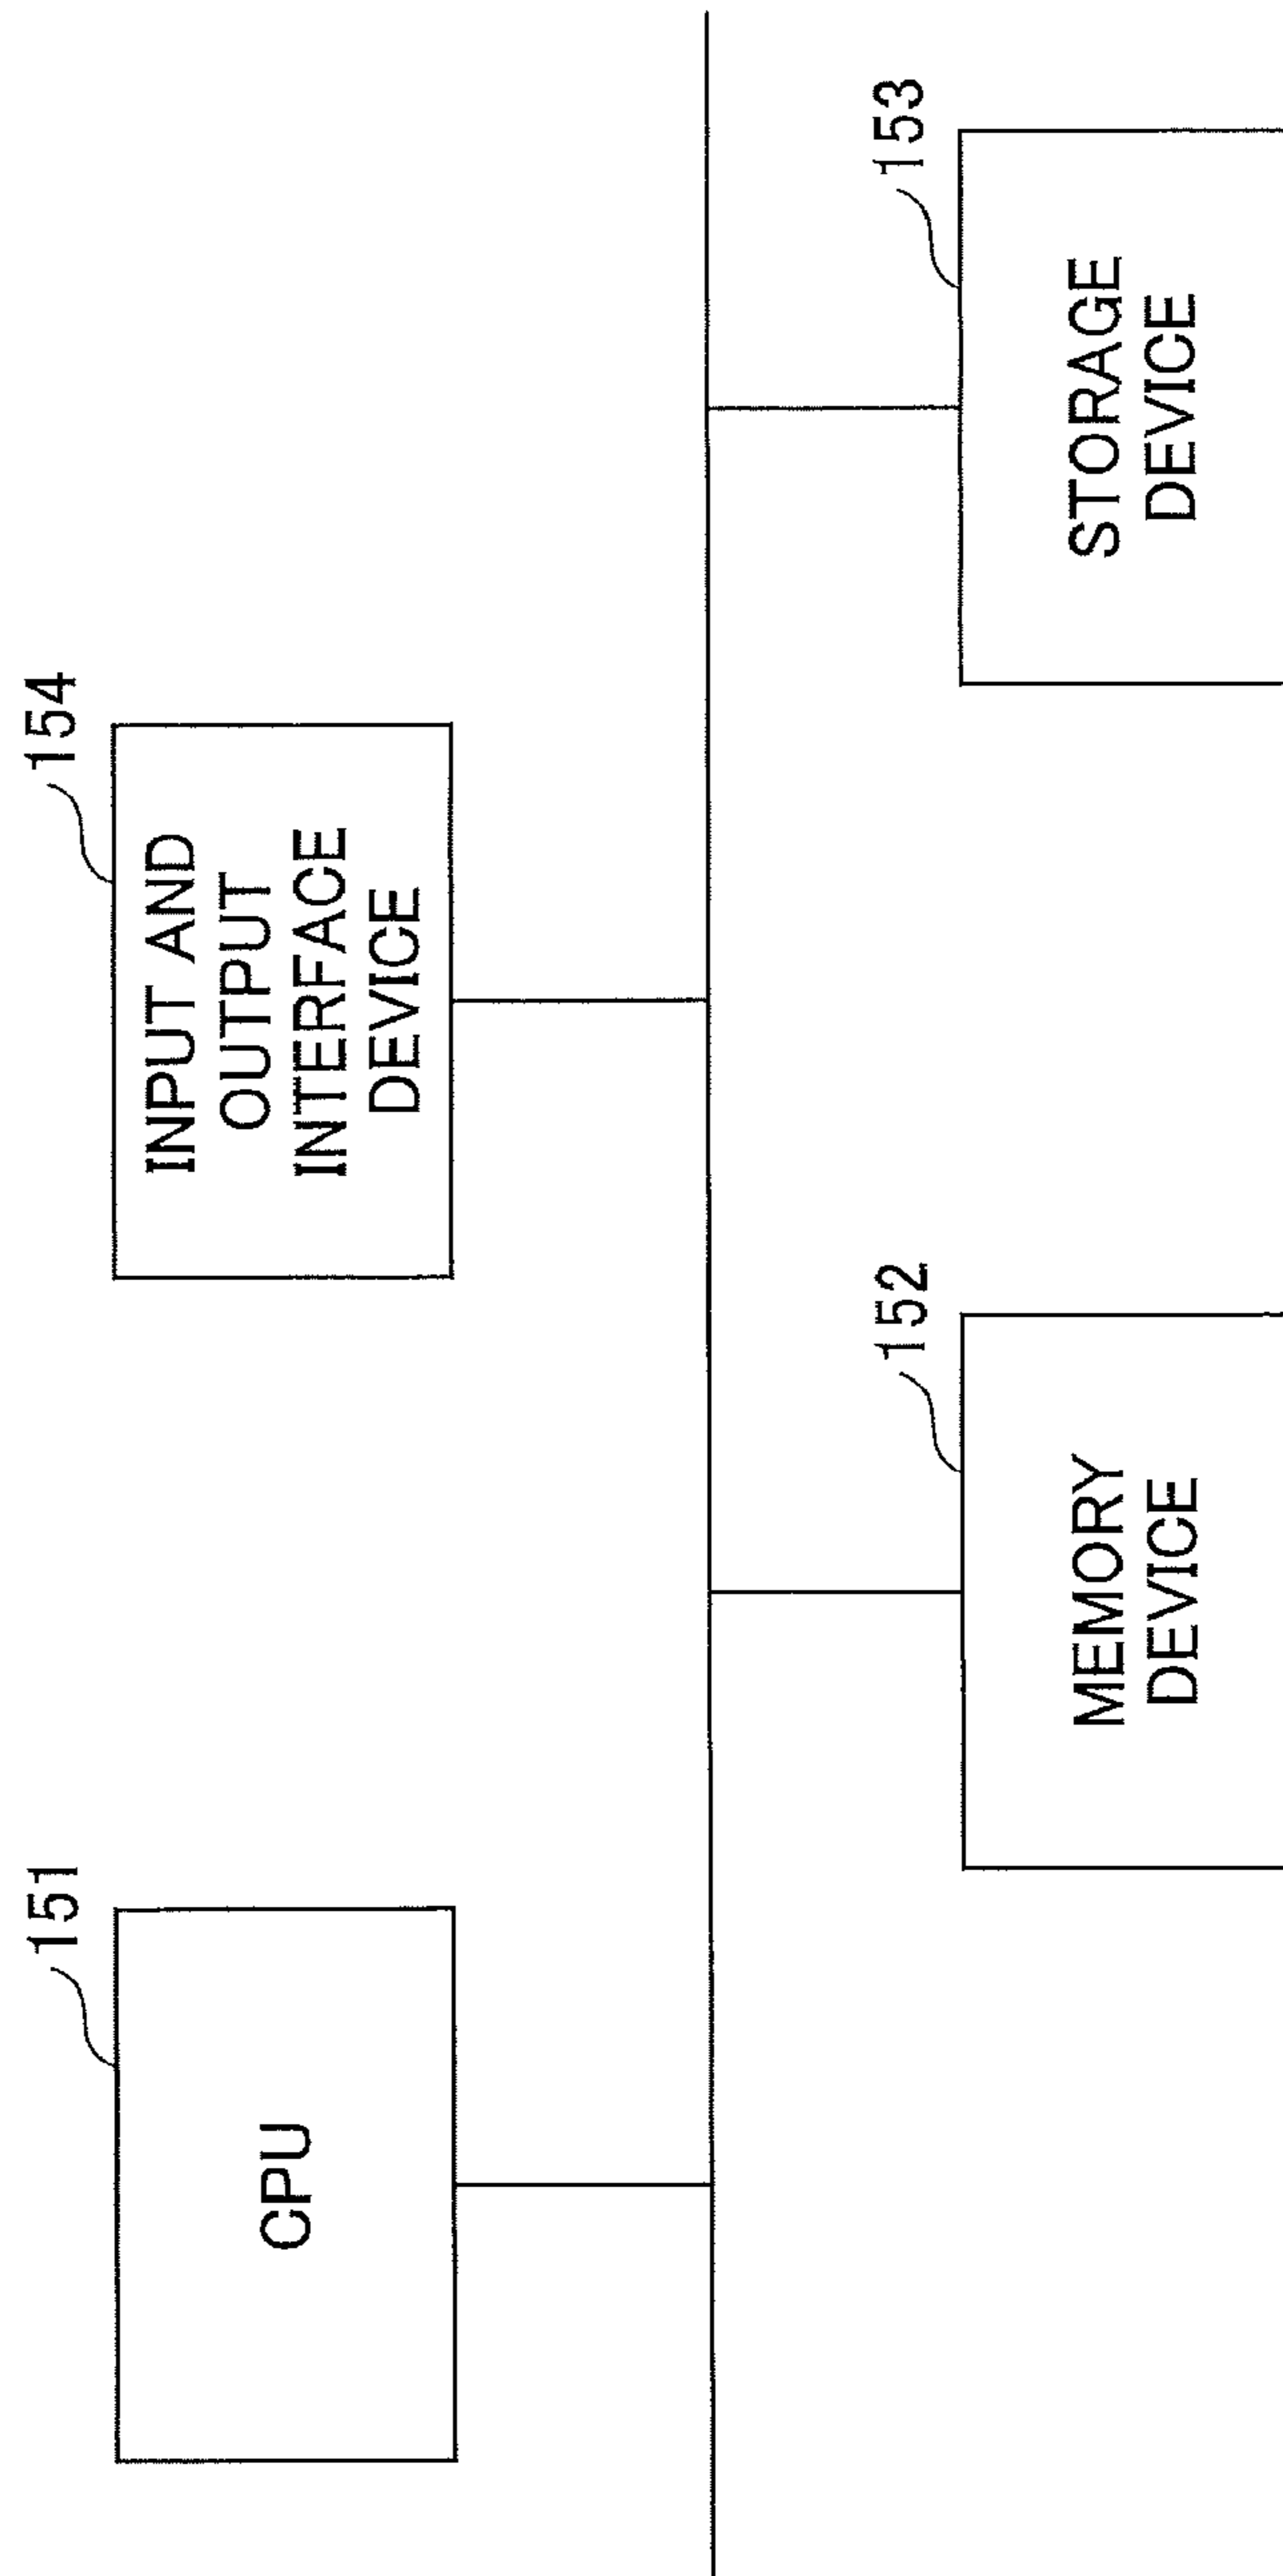 151
CPU
154
INPUT AND
OUTPUT
INTERFACE
DEVICE
152
MEMORY
DEVICE
153
STORAGE
DEVICE